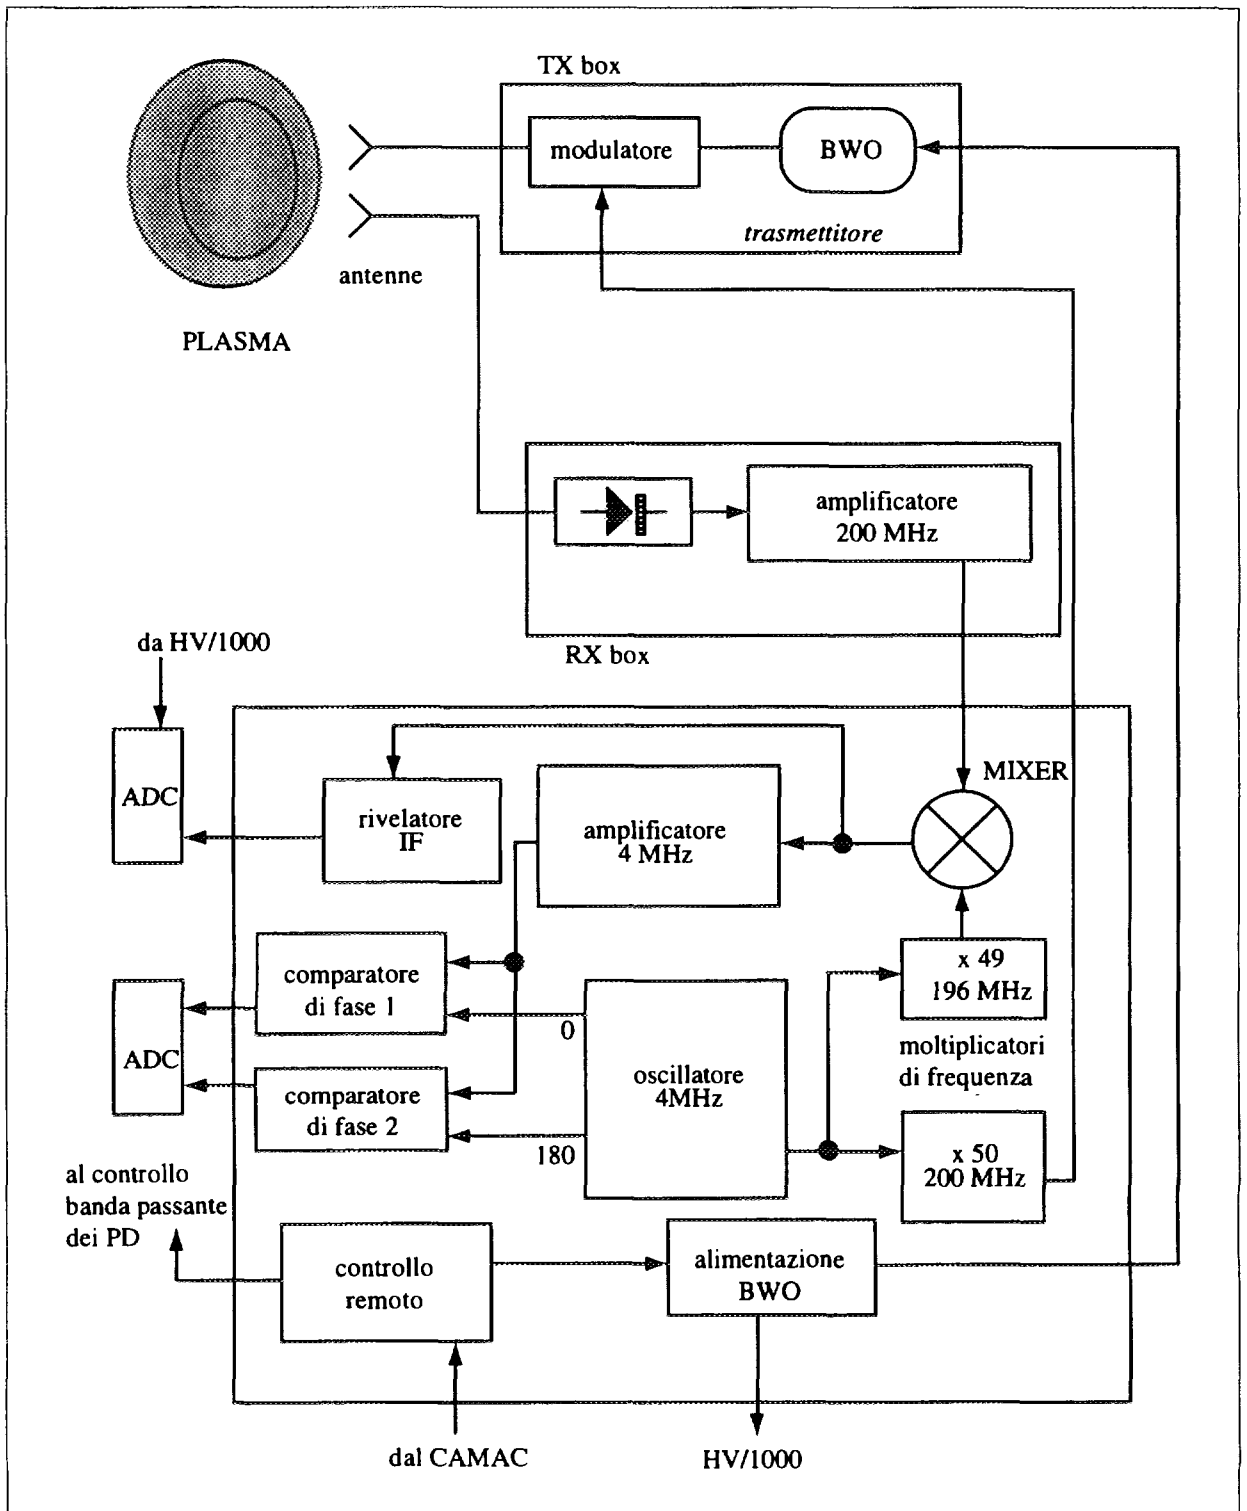 TX box
modulatore
BWO
trasmettitore
antenne
PLASMA
amplificatore
200 MHz
RX box
da HV/1000
ADC
rivelatore
IF
amplificatore
4 MHz
MIXER
x 49
196 MHz
comparatore
di fase 1
0
ADC
oscillatore
4MHz
moltiplicatori
di frequenza
comparatore
di fase 2
180
x 50
200 MHz
al controllo
banda passante
dei PD
controllo
remoto
alimentazione
BWO
dal CAMAC
HV/1000